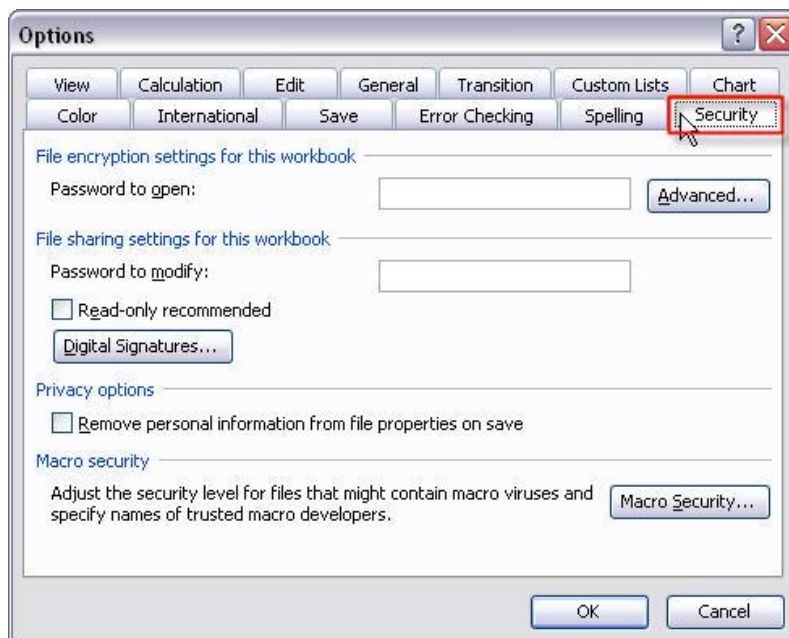 Options
?
View Calculation Edit General Transition Custom Lists Chart
Color International Save Error Checking Spelling Security
File encryption settings for this workbook
Password to open:
Advanced...
File sharing settings for this workbook
Password to modify:
Read-only recommended
Digital Signatures...
Privacy options
Remove personal information from file properties on save
Macro security
Adjust the security level for files that might contain macro viruses and
specify names of trusted macro developers.
Macro Security...
OK Cancel